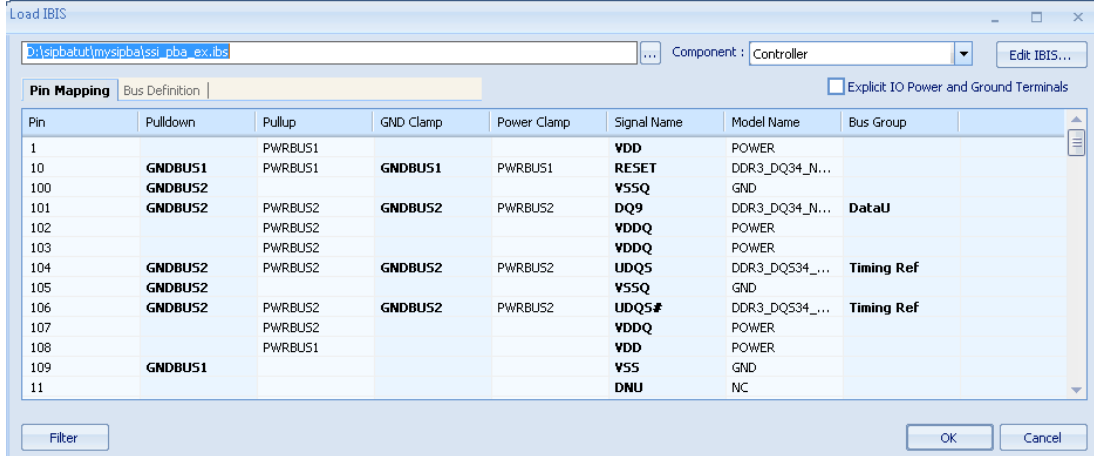 Load IBIS
D:\sipbatut\mysipba\ssi_pba_ex.ibs ... Component : Controller Edit IBIS...
Pin Mapping Bus Definition Explicit IO Power and Ground Terminals
Pin Pulldown Pullup GND Clamp Power Clamp Signal Name Model Name Bus Group
1 PWRBUS1 VDD POWER
10 GNDBUS1 PWRBUS1 GNDBUS1 PWRBUS1 RESET DDR3_DQ34_N...
100 GNDBUS2 VSSQ GND
101 GNDBUS2 PWRBUS2 GNDBUS2 PWRBUS2 DQ9 DDR3_DQ34_N... DataU
102 PWRBUS2 VDDQ POWER
103 PWRBUS2 VDDQ POWER
104 GNDBUS2 PWRBUS2 GNDBUS2 PWRBUS2 UDQS DDR3_DQS34_... Timing Ref
105 GNDBUS2 VSSQ GND
106 GNDBUS2 PWRBUS2 GNDBUS2 PWRBUS2 UDQS# DDR3_DQS34_... Timing Ref
107 PWRBUS2 VDDQ POWER
108 PWRBUS1 VDD POWER
109 GNDBUS1 VSS GND
11 DNU NC
Filter OK Cancel